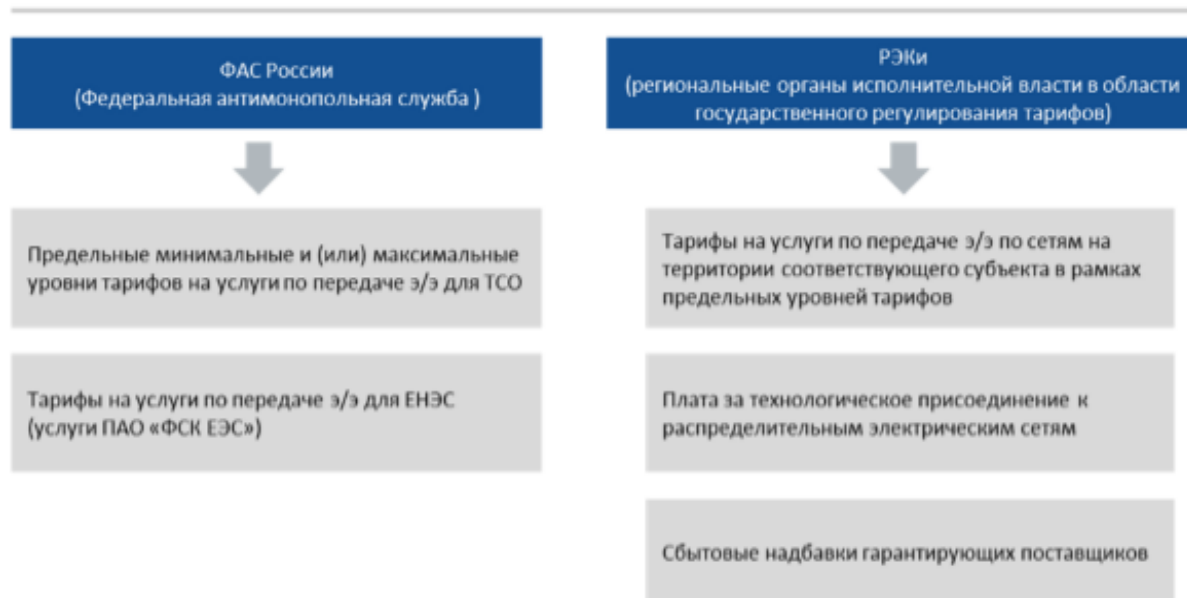 ФАС России
(Федеральная антимонопольная служба )
Предельные минимальные и (или) максимальные
уровни тарифов на услуги по передаче э/э для ТСО
Тарифы на услуги по передаче э/э для ЕНЭС
(услуги ПАО «ФСК ЕЭС»)
РЭКи
(региональные органы исполнительной власти в области
государственного регулирования тарифов)
Тарифы на услуги по передаче э/э по сетям на
территории соответствующего субъекта в рамках
предельных уровней тарифов
Плата за технологическое присоединение к
распределительным электрическим сетям
Сбытовые надбавки гарантирующих поставщиков